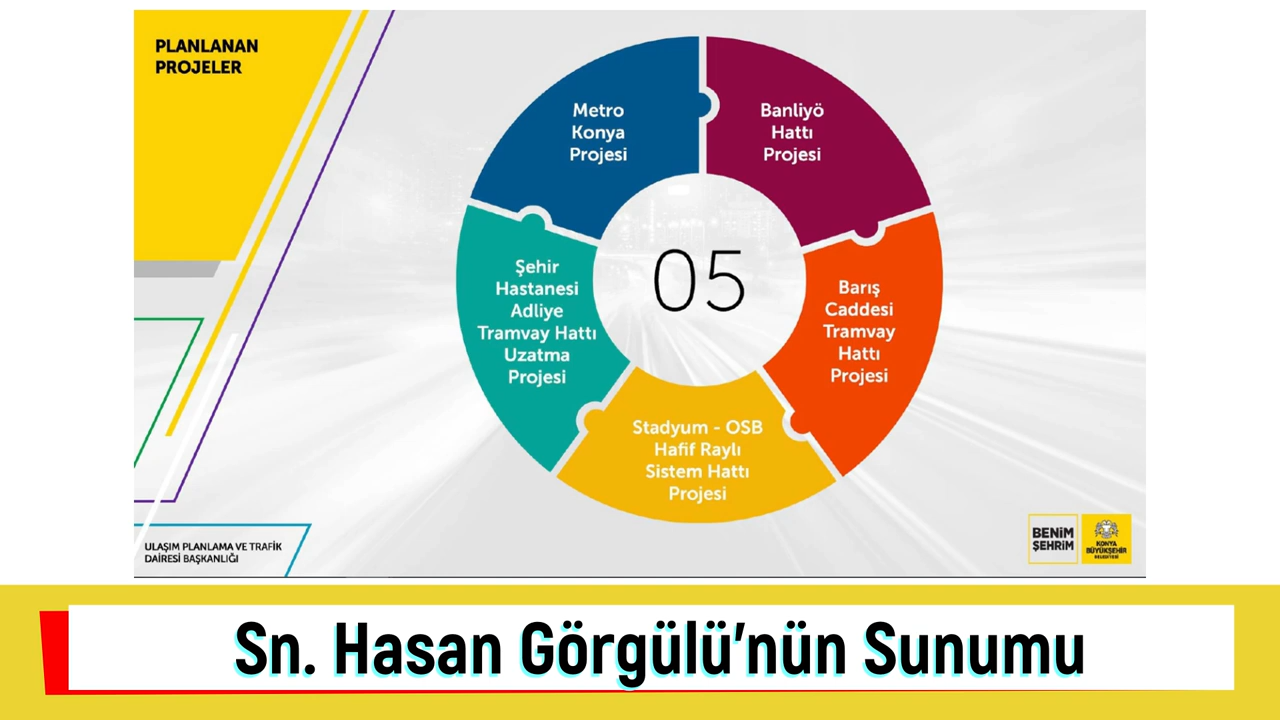 PLANLANAN
PROJELER
Metro
Konya
Projesi
Banliyö
Hattı
Projesi
Şehir
Hastanesi
Adliye
Tramvay Hattı
Uzatma
Projesi
05
Barış
Caddesi
Tramvay
Hattı
Projesi
Stadyum - OSB
Hafif Raylı
Sistem Hattı
Projesi
ULAŞIM PLANLAMA VE TRAFİK
DAİRESİ BAŞKANLIĞI
BENİM
ŞEHRİM
KONYA
BÜYÜKŞEHİR
BELEDİYESİ
Sn. Hasan Görgülü'nün Sunumu